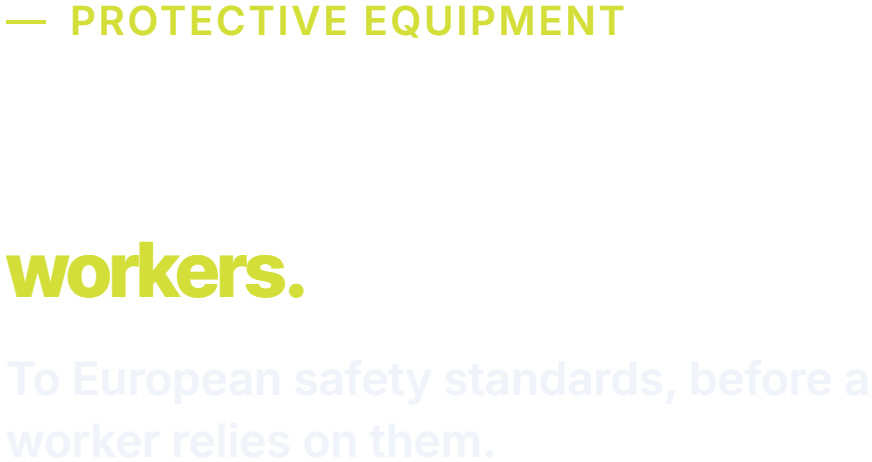 — PROTECTIVE EQUIPMENT
workers.
To European safety standards, before a
worker relies on them.